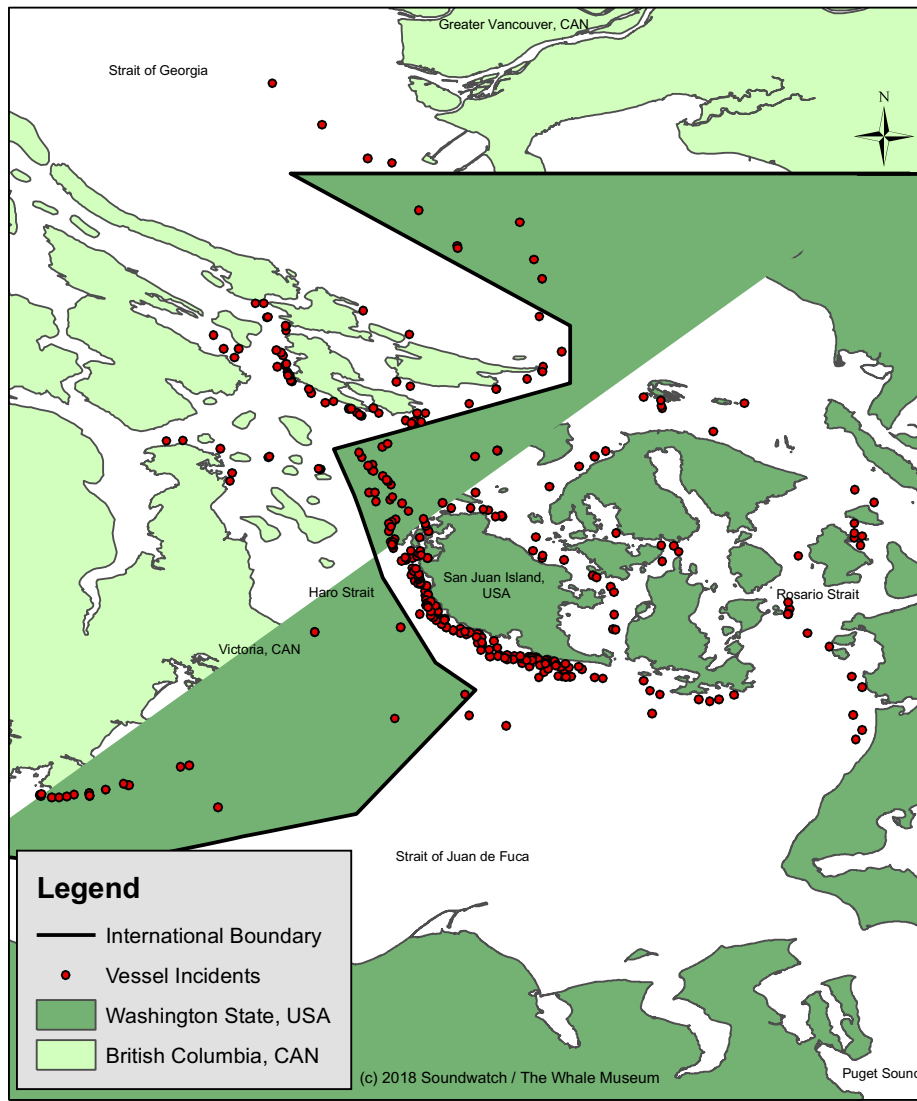 Greater Vancouver, CAN
Strait of Georgia
N
San Juan Island,
USA
Haro Strait
Rosario Strait
Victoria, CAN
Strait of Juan de Fuca
Legend
International Boundary
Vessel Incidents
Washington State, USA
British Columbia, CAN
(c) 2018 Soundwatch / The Whale Museum
Puget Sound